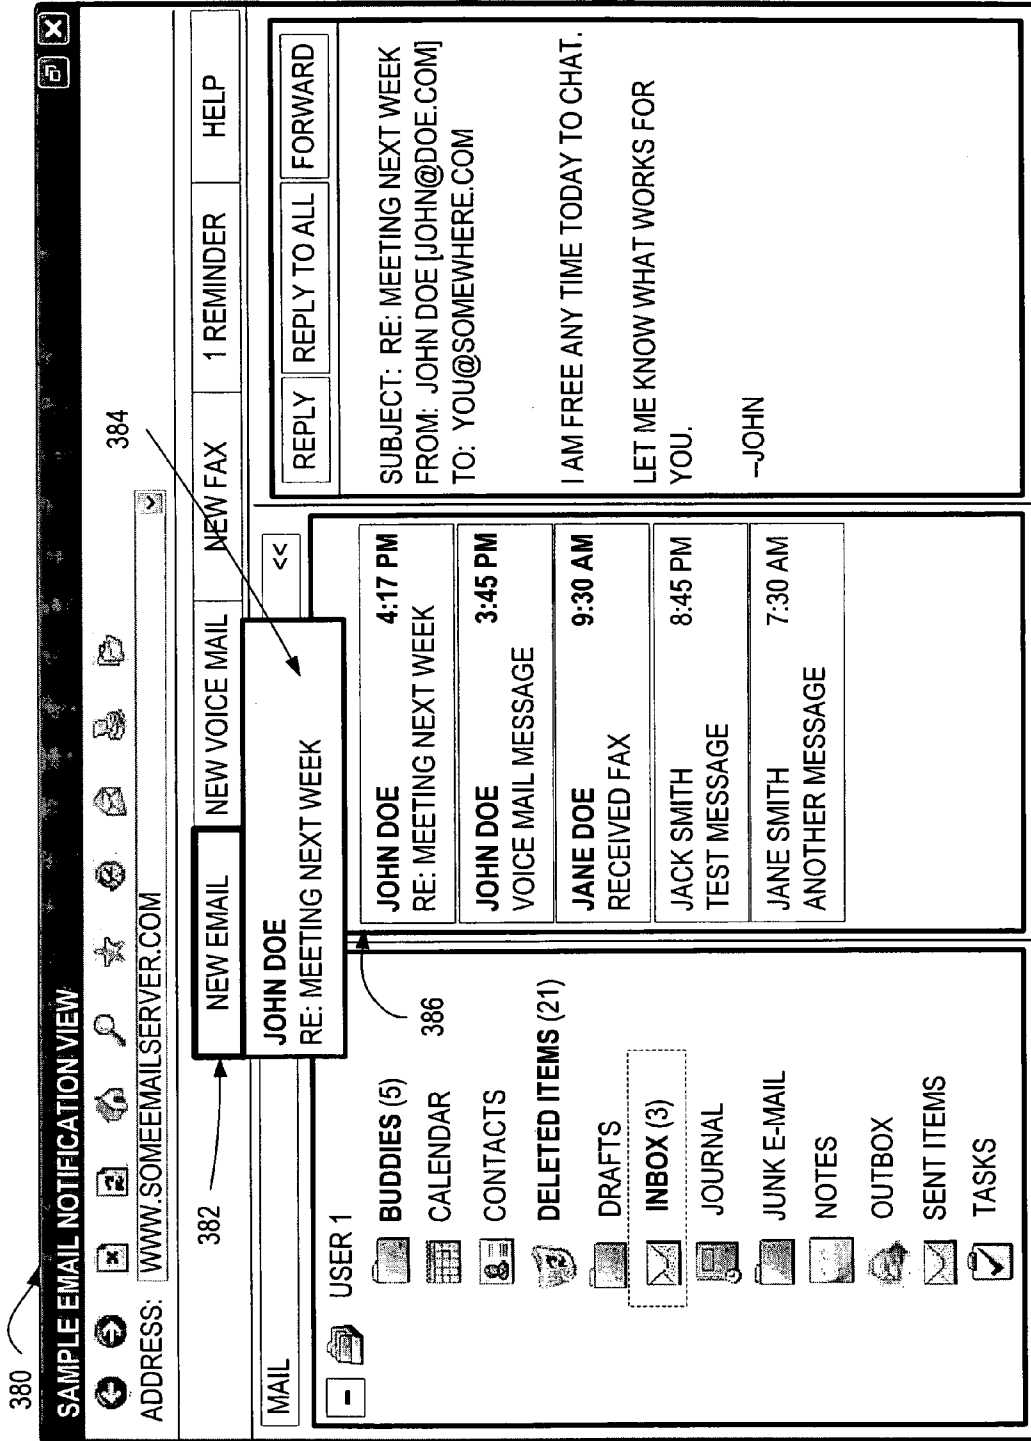 380
SAMPLE EMAIL NOTIFICATION VIEW
ADDRESS: WWW.SOMEEMAILSERVER.COM
384
382
NEW EMAIL
NEW VOICE MAIL
NEW FAX
1 REMINDER
HELP
MAIL
<<
JOHN DOE
RE: MEETING NEXT WEEK
386
USER 1
BUDDIES (5)
CALENDAR
CONTACTS
DELETED ITEMS (21)
DRAFTS
INBOX (3)
JOURNAL
JUNK E-MAIL
NOTES
OUTBOX
SENT ITEMS
TASKS
JOHN DOE 4:17 PM
RE: MEETING NEXT WEEK
JOHN DOE 3:45 PM
VOICE MAIL MESSAGE
JANE DOE 9:30 AM
RECEIVED FAX
JACK SMITH 8:45 PM
TEST MESSAGE
JANE SMITH 7:30 AM
ANOTHER MESSAGE
REPLY
REPLY TO ALL
FORWARD
SUBJECT: RE: MEETING NEXT WEEK
FROM: JOHN DOE [JOHN@DOE.COM]
TO: YOU@SOMEWHERE.COM
I AM FREE ANY TIME TODAY TO CHAT.
LET ME KNOW WHAT WORKS FOR
YOU.
--JOHN